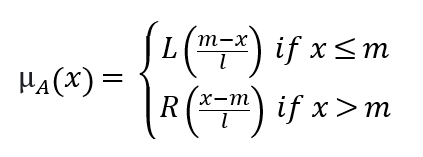 μ_A(x) = { L((m−x)/l) if x ≤ m
R((x−m)/l) if x > m